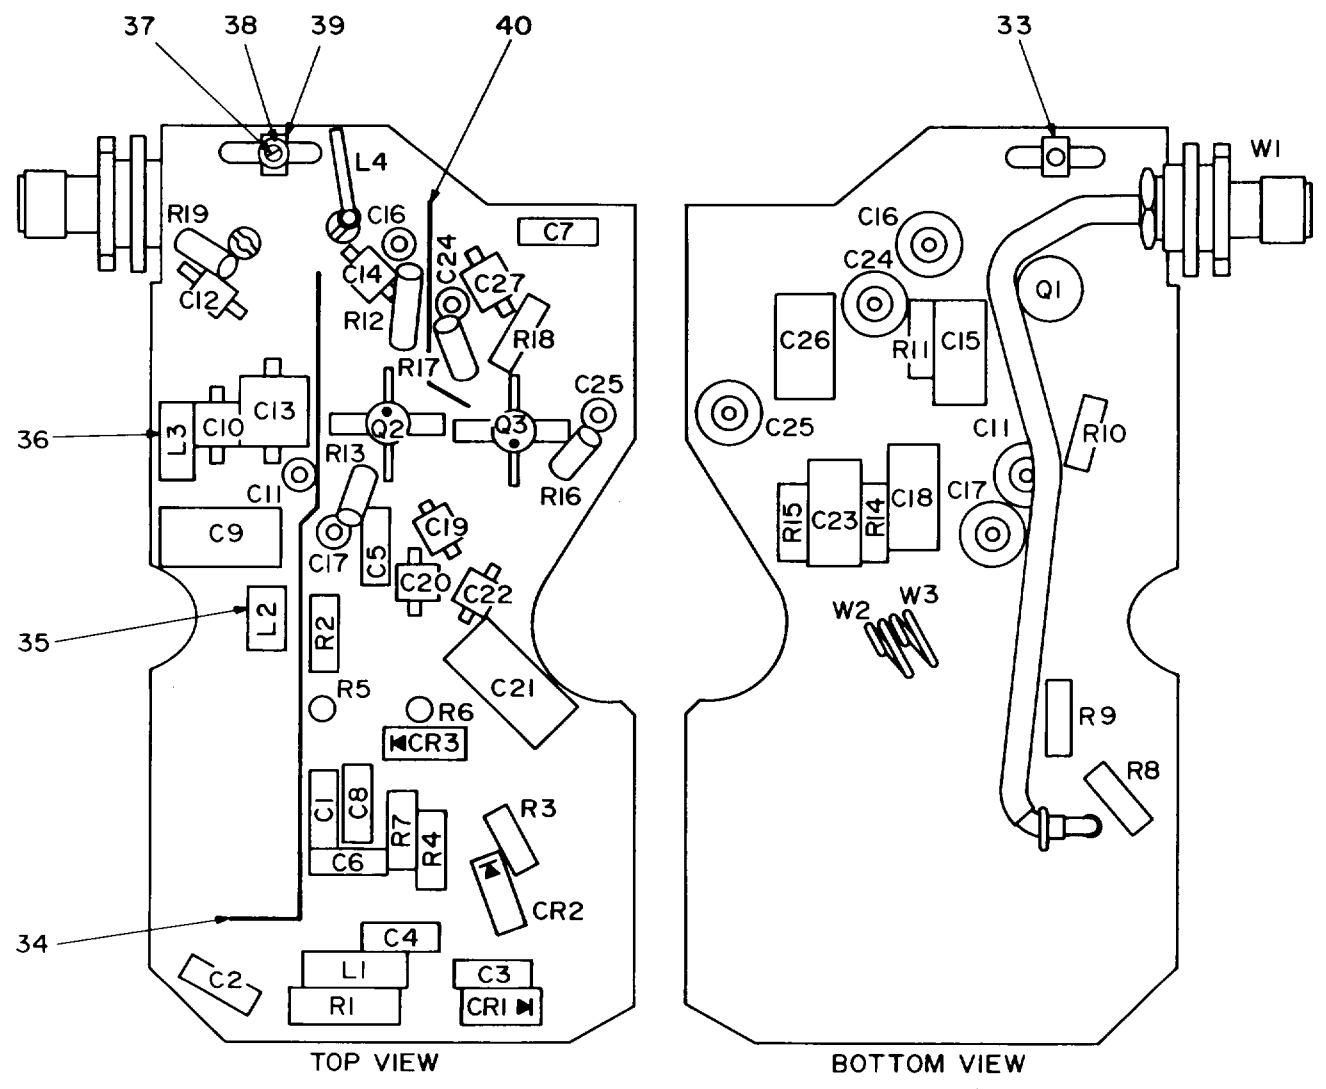 37
38
39
40
33
L4
W1
C16
R19
C7
C16
C24
C14
C27
C24
C12
Q1
R12
R18
C26
R11
C15
R17
C25
C13
C10
L3
Q2
Q3
C25
C11
R10
36
R13
C11
R16
C17
C18
C9
C17
C5
C19
R15
C23
R14
C20
C22
W2
W3
L2
R2
35
R5
C21
R6
R9
CR3
R8
C1
C8
R7
R4
R3
C6
CR2
34
C4
C2
L1
C3
R1
CR1
TOP VIEW
BOTTOM VIEW